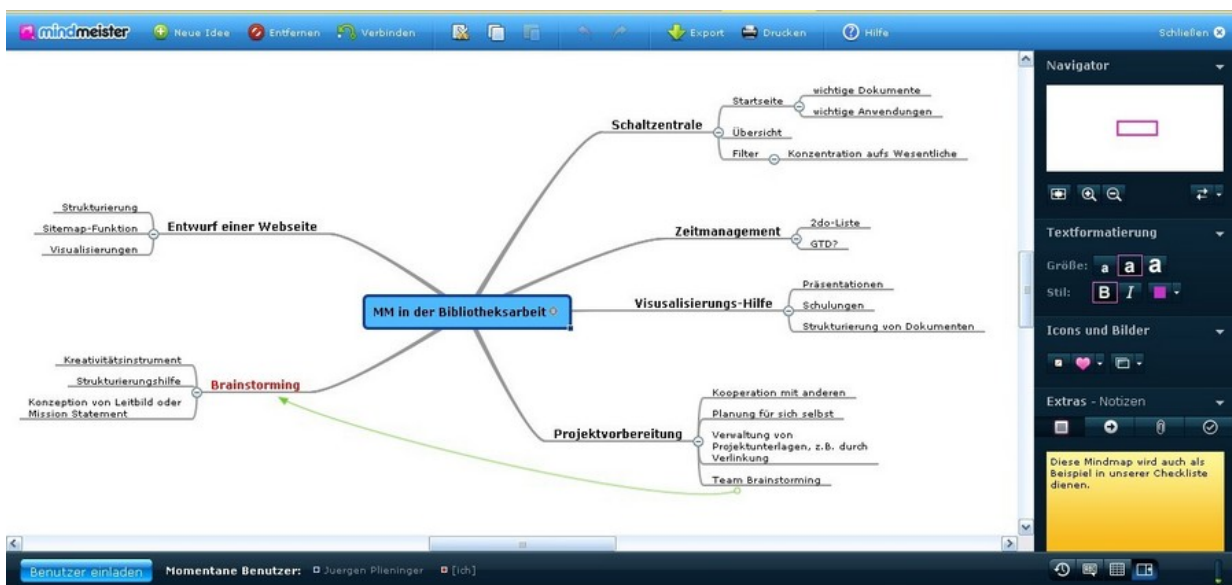 mindmeister
Neue Idee
Entfernen
Verbinden
Export
Drucken
Hilfe
Schließen
Schaltzentrale
Startseite
wichtige Dokumente
wichtige Anwendungen
Übersicht
Filter
Konzentration aufs Wesentliche
Zeitmanagement
2do-Liste
GTD?
Visusalisierungs-Hilfe
Präsentationen
Schulungen
Strukturierung von Dokumenten
Projektvorbereitung
Kooperation mit anderen
Planung für sich selbst
Verwaltung von
Projektunterlagen, z.B. durch
Verlinkung
Team Brainstorming
MM in der Bibliotheksarbeit
Entwurf einer Webseite
Strukturierung
Sitemap-Funktion
Visualisierungen
Brainstorming
Kreativitätsinstrument
Strukturierungshilfe
Konzeption von Leitbild oder
Mission Statement
Navigator
Textformatierung
Größe: a a a
Stil: B I
Icons und Bilder
Extras - Notizen
Diese Mindmap wird auch als
Beispiel in unserer Checkliste
dienen.
Benutzer einladen
Momentane Benutzer: Juergen Plieninger [ich]